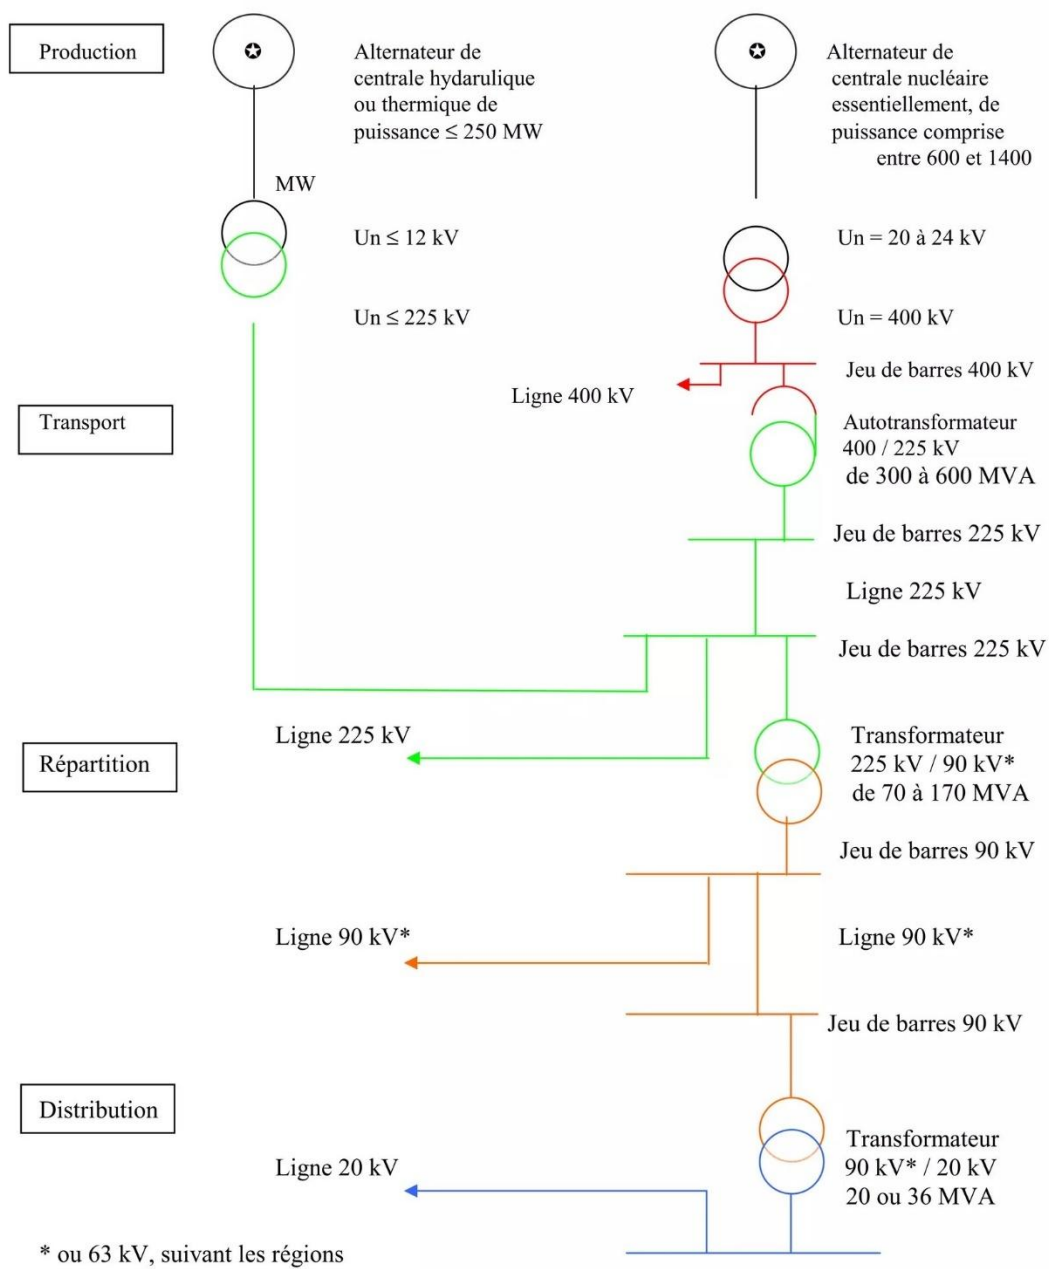 Production
Alternateur de
centrale hydarulique
ou thermique de
puissance ≤ 250 MW
Alternateur de
centrale nucléaire
essentiellement, de
puissance comprise
entre 600 et 1400
MW
Un ≤ 12 kV
Un = 20 à 24 kV
Un ≤ 225 kV
Un = 400 kV
Jeu de barres 400 kV
Ligne 400 kV
Transport
Autotransformateur
400 / 225 kV
de 300 à 600 MVA
Jeu de barres 225 kV
Ligne 225 kV
Jeu de barres 225 kV
Ligne 225 kV
Répartition
Transformateur
225 kV / 90 kV*
de 70 à 170 MVA
Jeu de barres 90 kV
Ligne 90 kV*
Ligne 90 kV*
Jeu de barres 90 kV
Distribution
Transformateur
90 kV* / 20 kV
20 ou 36 MVA
Ligne 20 kV
* ou 63 kV, suivant les régions